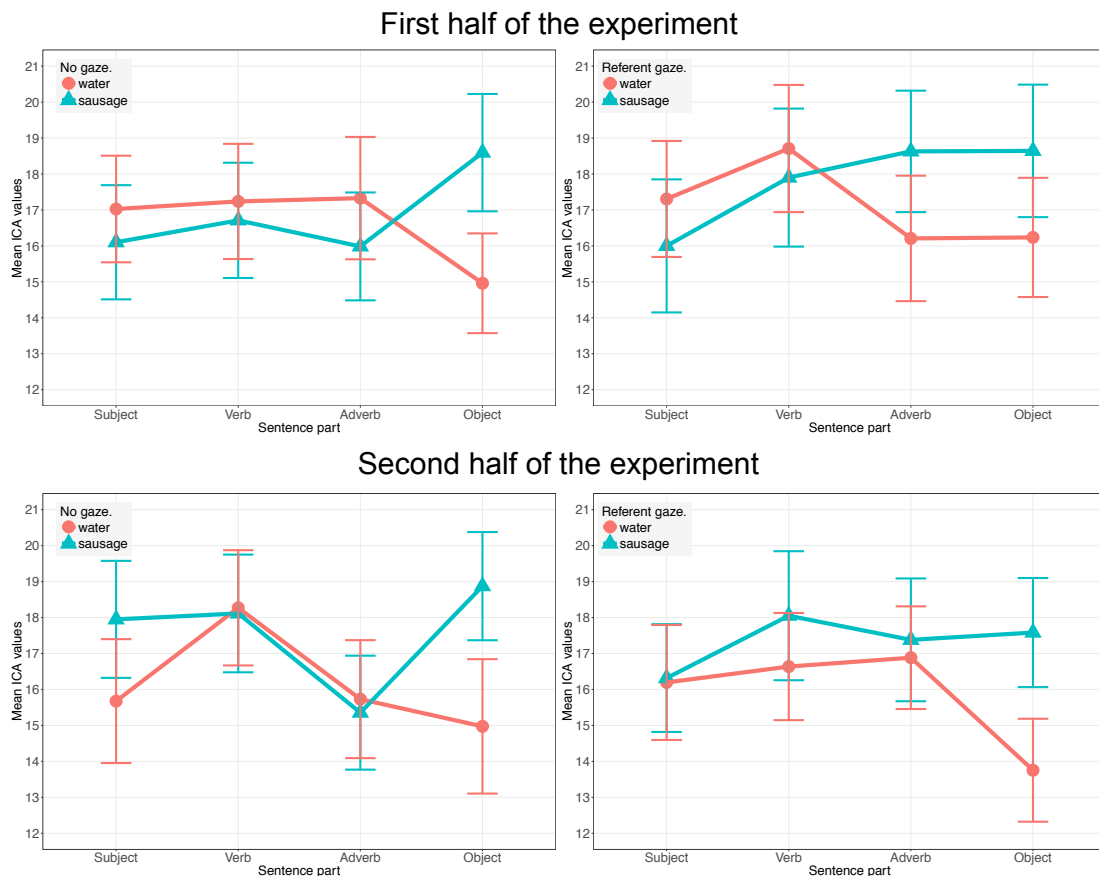 First half of the experiment
No gaze.
water
sausage
Mean ICA values
21
20
19
18
17
16
15
14
13
12
Subject Verb Adverb Object
Sentence part
Referent gaze.
water
sausage
Mean ICA values
21
20
19
18
17
16
15
14
13
12
Subject Verb Adverb Object
Sentence part
Second half of the experiment
No gaze.
water
sausage
Mean ICA values
21
20
19
18
17
16
15
14
13
12
Subject Verb Adverb Object
Sentence part
Referent gaze.
water
sausage
Mean ICA values
21
20
19
18
17
16
15
14
13
12
Subject Verb Adverb Object
Sentence part